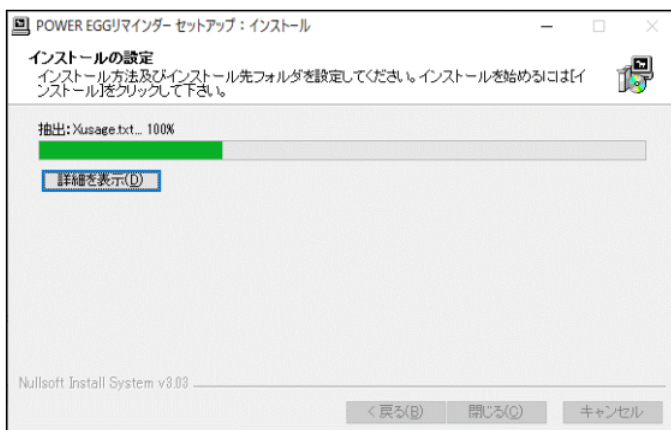 POWER EGGリマインダー セットアップ：インストール
インストールの設定
インストール方法及びインストール先フォルダを設定してください。インストールを始めるには[イ
ンストール]をクリックして下さい。
抽出: Xusage.txt... 100%
詳細を表示(D)
Nullsoft Install System v3.03
< 戻る(B)
閉じる(C)
キャンセル